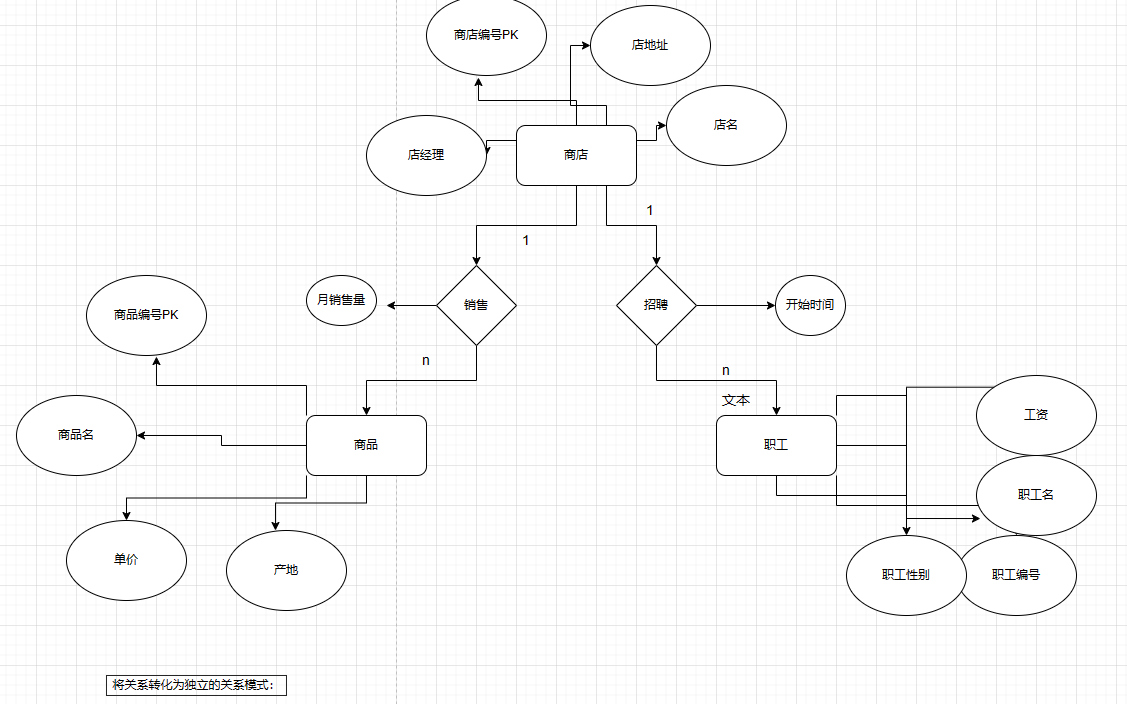 商店编号PK
店地址
店名
店经理
商店
1
1
商品编号PK
月销售量
销售
招聘
开始时间
n
n
文本
工资
商品名
商品
职工
职工名
单价
产地
职工性别
职工编号
将关系转化为独立的关系模式: